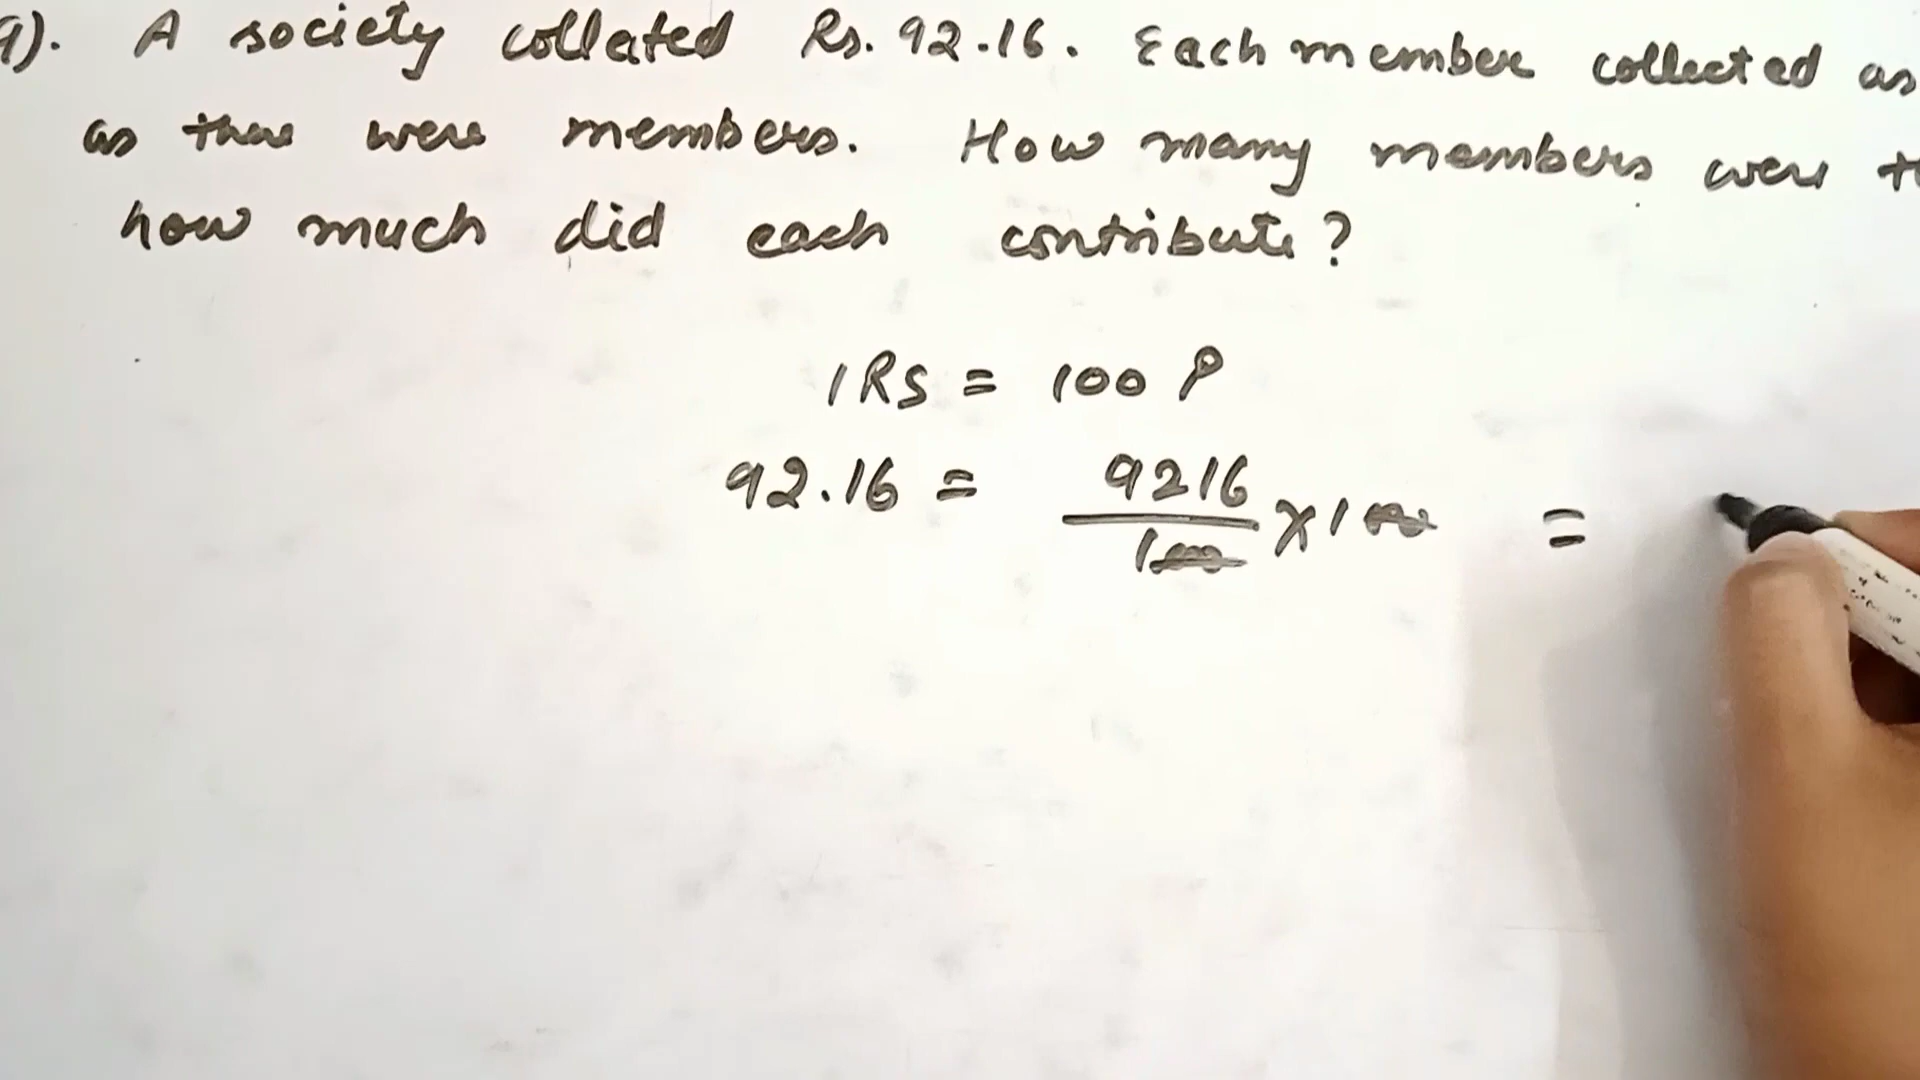 9). A society collated Rs. 92.16. Each member collected as
as there were members. How many members were
how much did each contribute?
1 RS = 100 P
92.16 = 9216/100 × 100 =